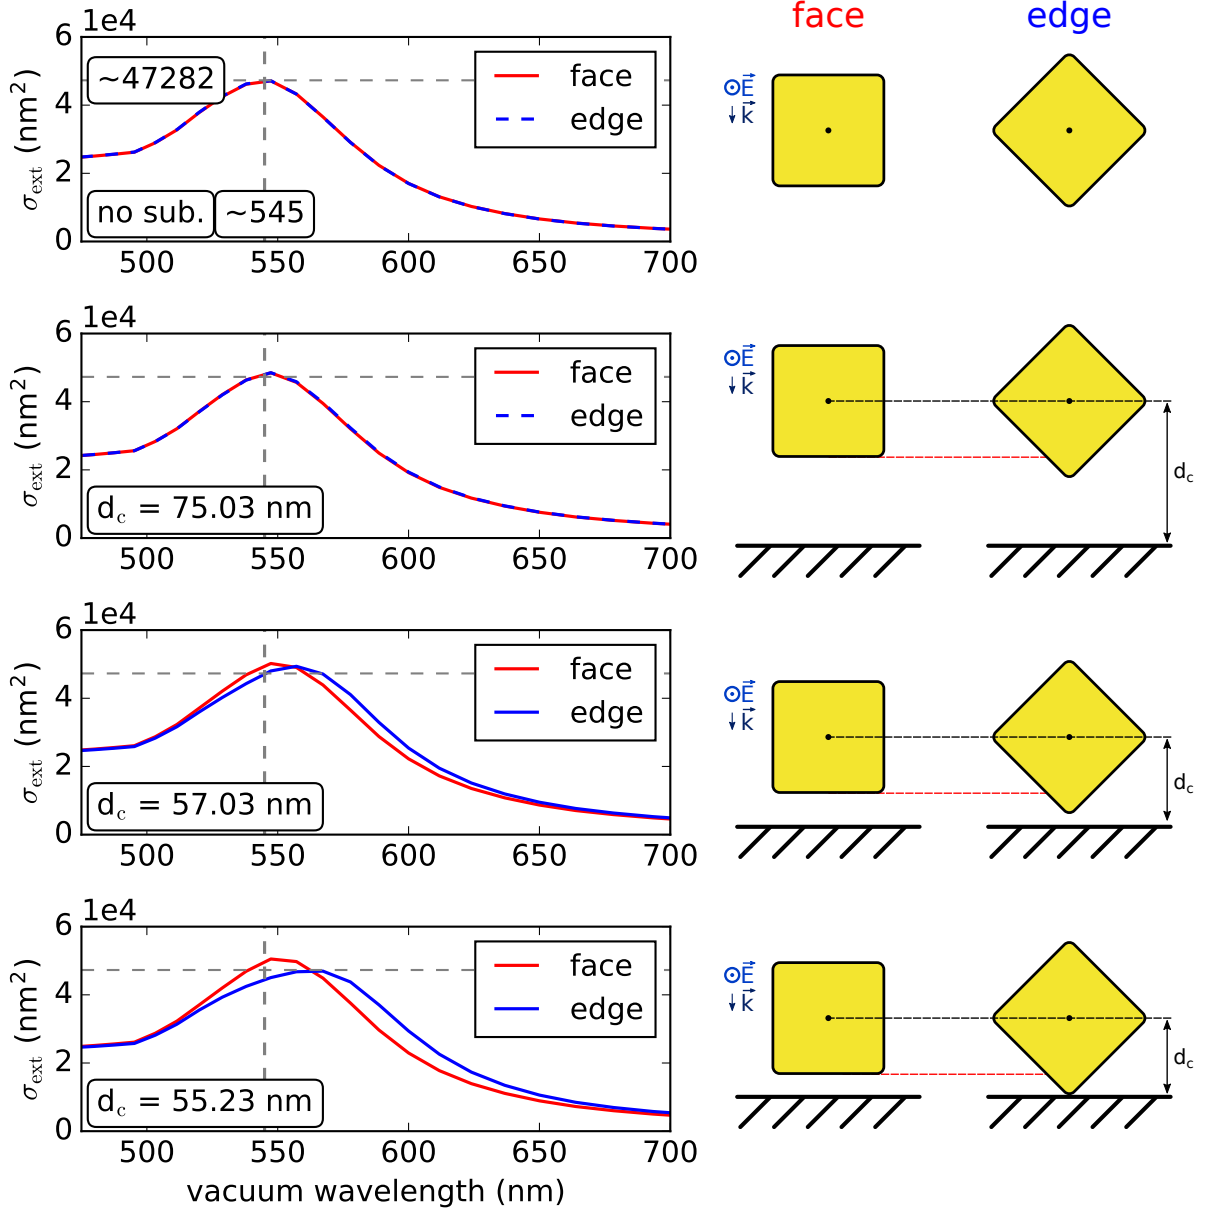 face edge
1e4
6
4
2
0
σext (nm²)
~47282
no sub. ~545
face
edge
500 550 600 650 700
E⃗
k⃗
1e4
6
4
2
0
σext (nm²)
face
edge
dc = 75.03 nm
500 550 600 650 700
E⃗
k⃗
dc
1e4
6
4
2
0
σext (nm²)
face
edge
dc = 57.03 nm
500 550 600 650 700
E⃗
k⃗
dc
1e4
6
4
2
0
σext (nm²)
face
edge
dc = 55.23 nm
500 550 600 650 700
vacuum wavelength (nm)
E⃗
k⃗
dc